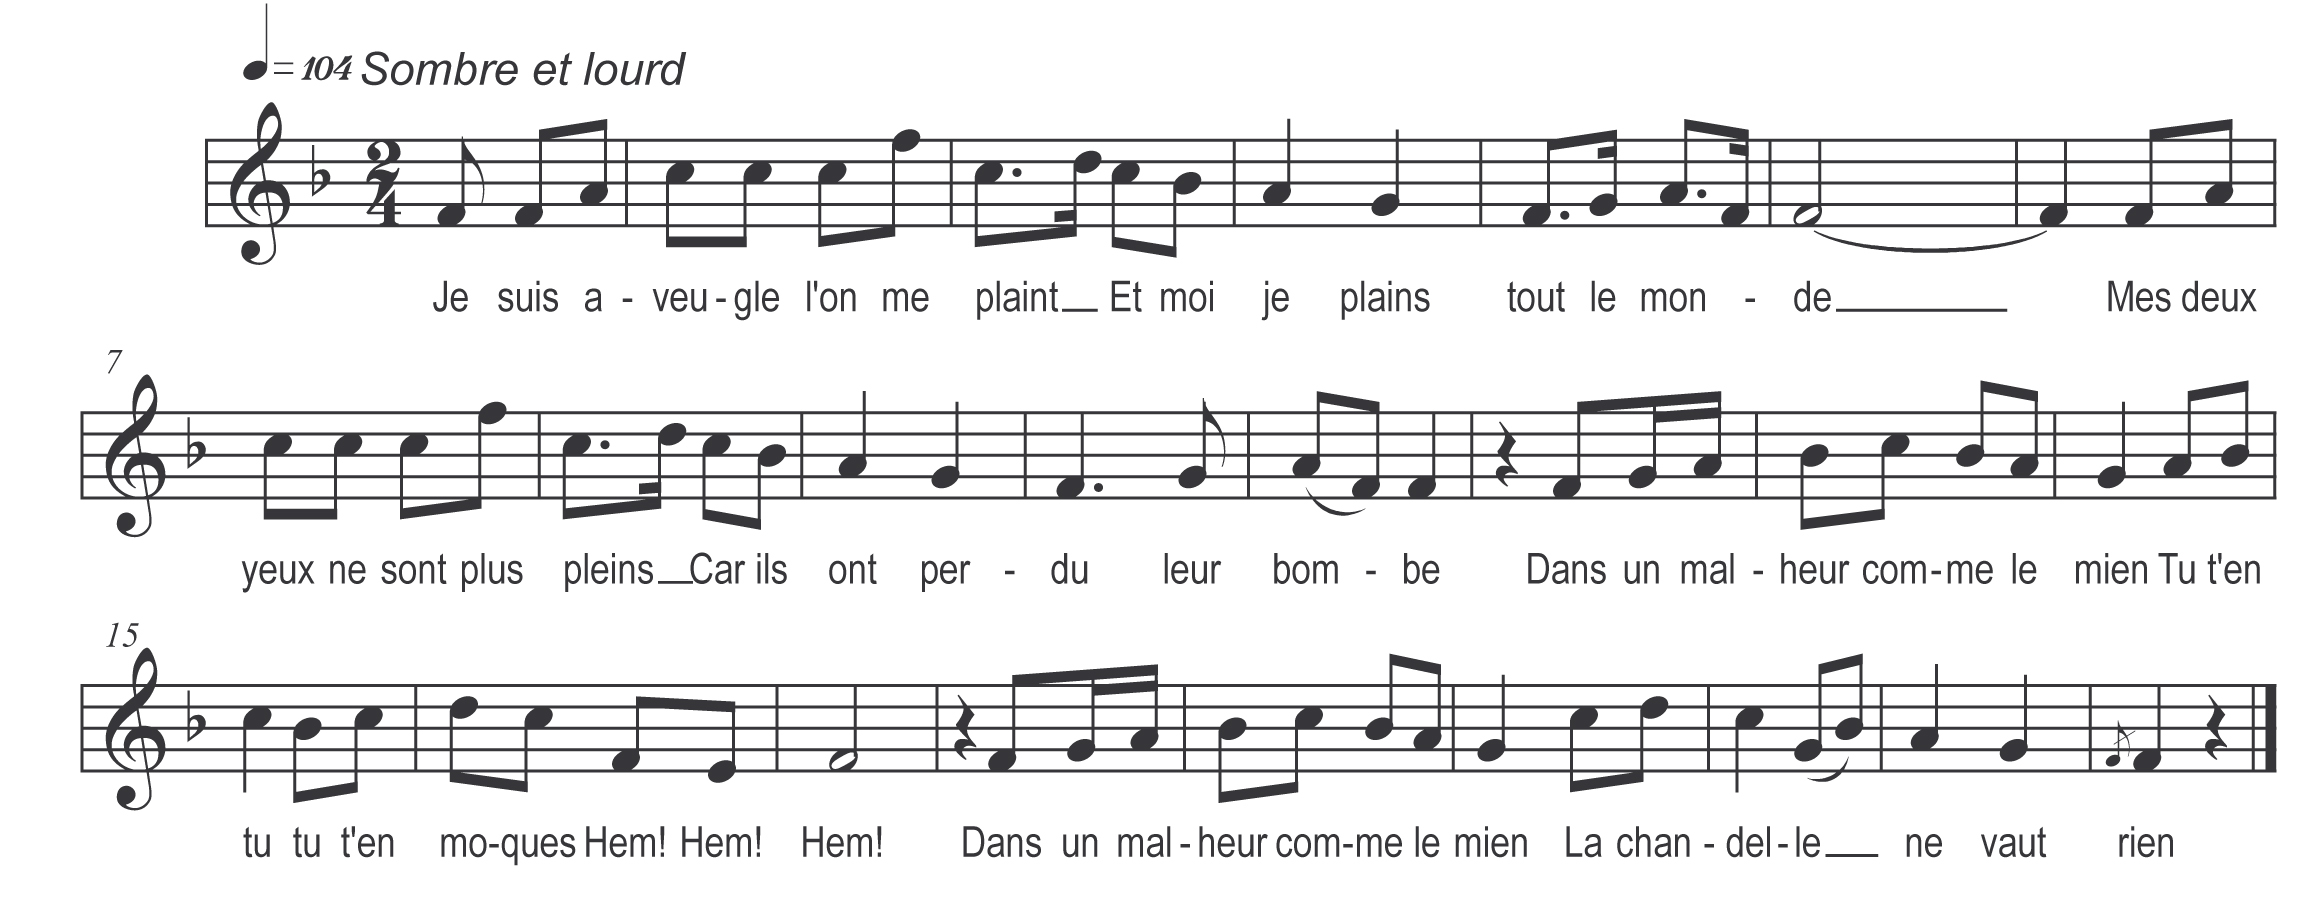 = 104 Sombre et lourd
2
4
Je suis a - veu - gle l'on me plaint Et moi je plains tout le mon - de Mes deux
7
yeux ne sont plus pleins Car ils ont per - du leur bom - be Dans un mal - heur com-me le mien Tu t'en
15
tu tu t'en mo-ques Hem! Hem! Hem! Dans un mal - heur com-me le mien La chan - del - le ne vaut rien